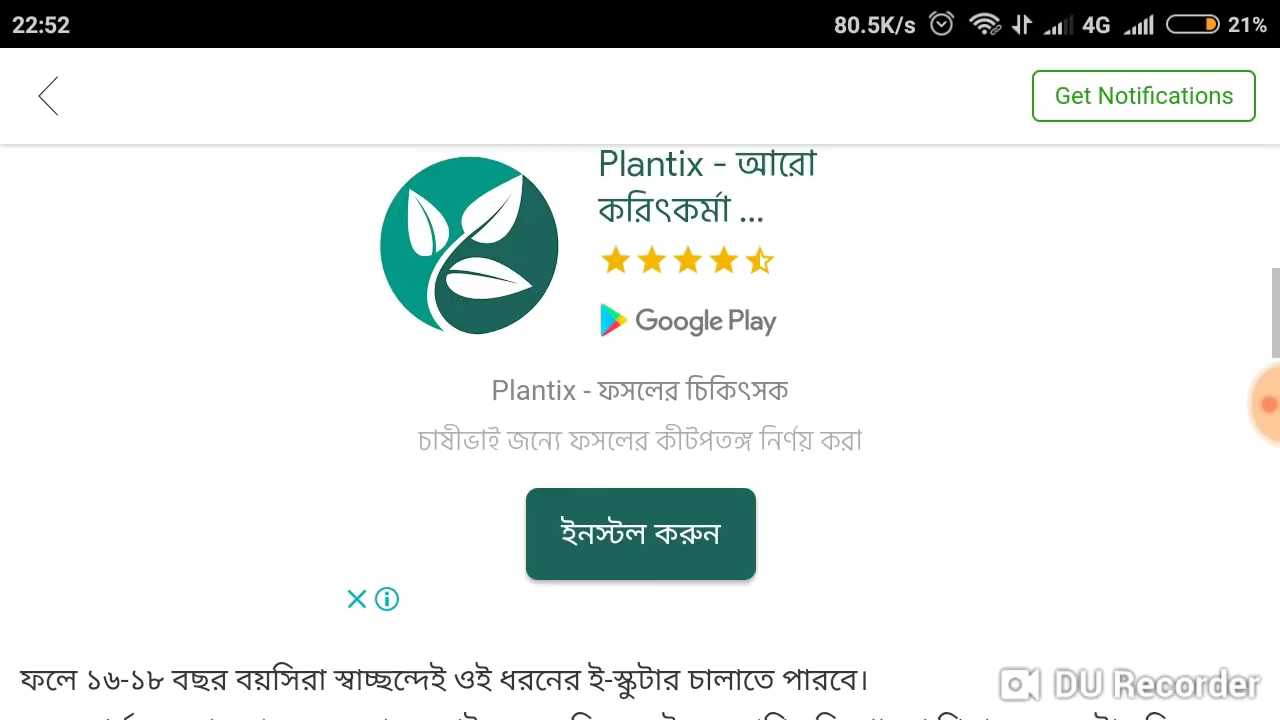 22:52
80.5K/s 4G 21%
Get Notifications
Plantix - আরো
করিৎকর্মা ...
Google Play
Plantix - ফসলের চিকিৎসক
চাষীভাই জন্যে ফসলের কীটপতঙ্গ নির্ণয় করা
ইনস্টল করুন
ফলে ১৬-১৮ বছর বয়সিরা স্বাচ্ছন্দেই ওই ধরনের ই-স্কুটার চালাতে পারবে।
DU Recorder